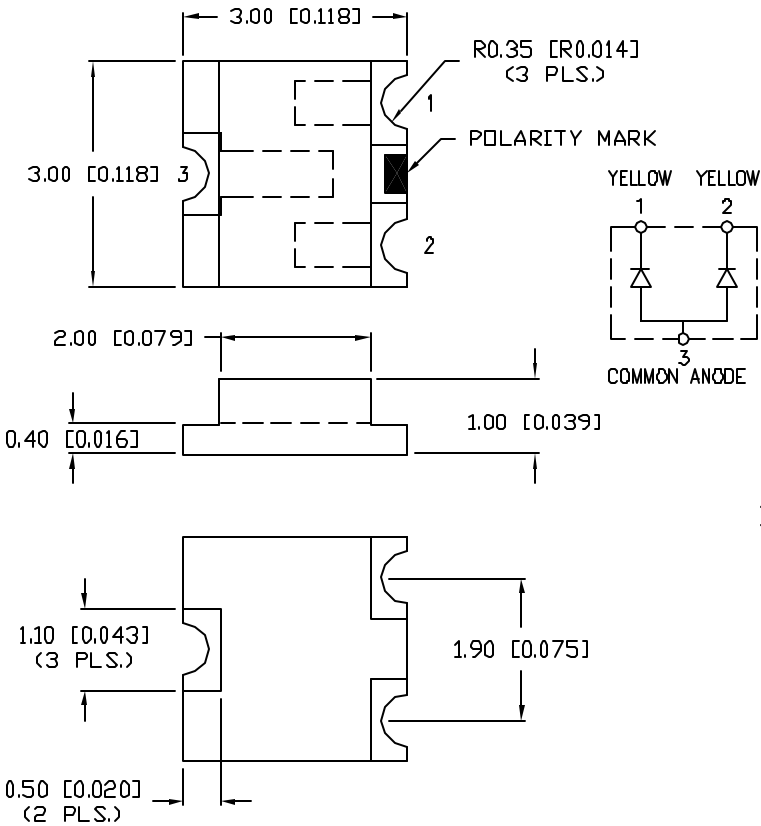 3.00 [0.118]
R0.35 [R0.014]
(3 PLS.)
1
POLARITY MARK
3.00 [0.118]
3
2
YELLOW YELLOW
1 2
3
COMMON ANODE
2.00 [0.079]
0.40 [0.016]
1.00 [0.039]
1.10 [0.043]
(3 PLS.)
1.90 [0.075]
0.50 [0.020]
(2 PLS.)